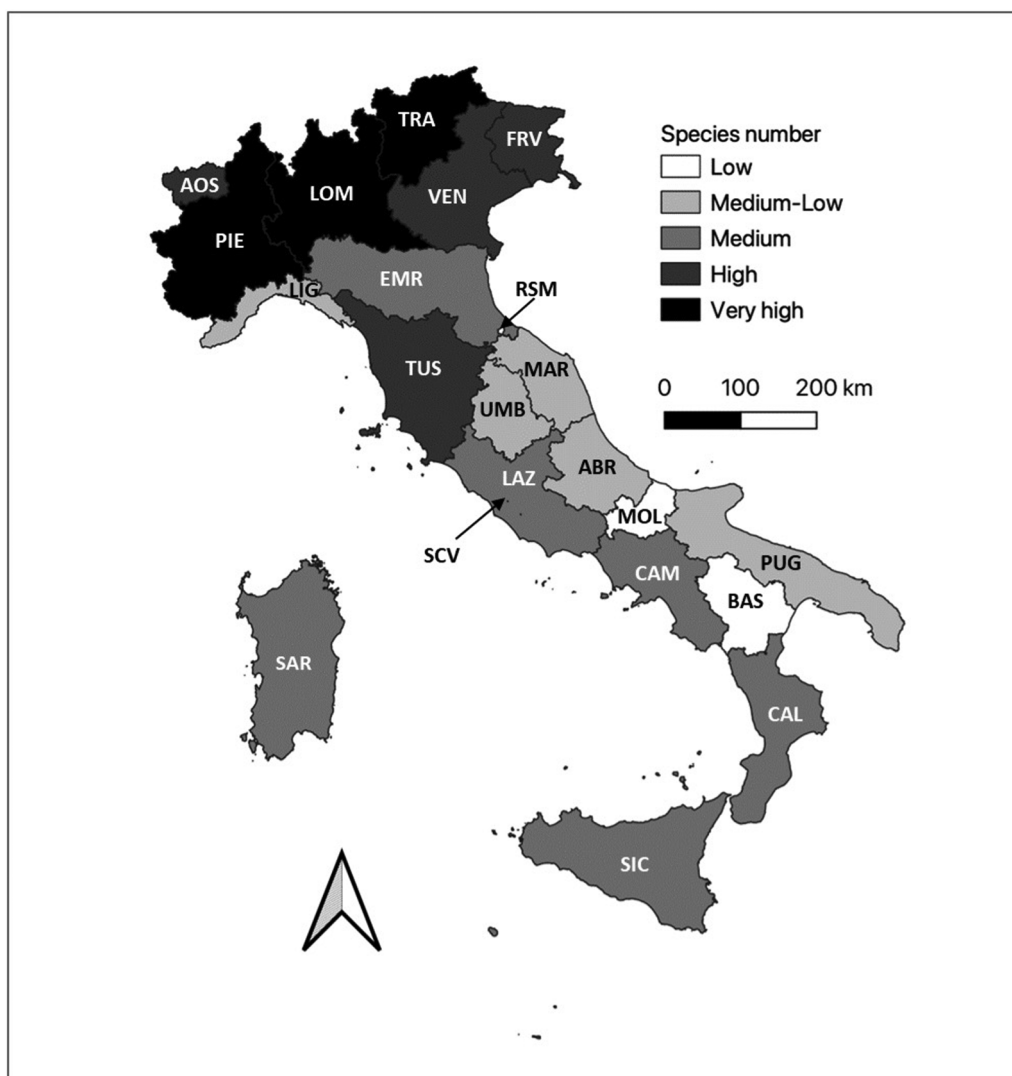 TRA
FRV
AOS
LOM
VEN
PIE
EMR
LIG
RSM
TUS
MAR
UMB
ABR
LAZ
MOL
SCV
CAM
PUG
BAS
SAR
CAL
SIC
Species number
Low
Medium-Low
Medium
High
Very high
0 100 200 km